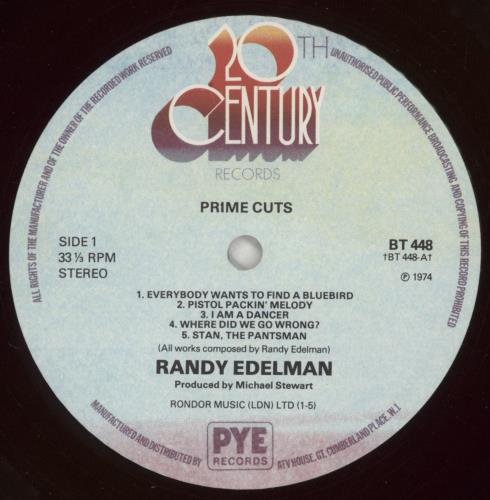 20TH
CENTURY
RECORDS
PRIME CUTS
SIDE 1
33 ⅓ RPM
STEREO
BT 448
†BT 448-A†
℗ 1974
1. EVERYBODY WANTS TO FIND A BLUEBIRD
2. PISTOL PACKIN' MELODY
3. I AM A DANCER
4. WHERE DID WE GO WRONG?
5. STAN, THE PANTSMAN
(All works composed by Randy Edelman)
RANDY EDELMAN
Produced by Michael Stewart
RONDOR MUSIC (LDN) LTD (1-5)
PYE
RECORDS
ALL RIGHTS OF THE MANUFACTURER AND OF THE OWNER OF THE RECORDED WORK RESERVED
UNAUTHORISED PUBLIC PERFORMANCE BROADCASTING AND COPYING OF THIS RECORD PROHIBITED
MANUFACTURED AND DISTRIBUTED BY
ATV HOUSE, GT. CUMBERLAND PLACE, W.1